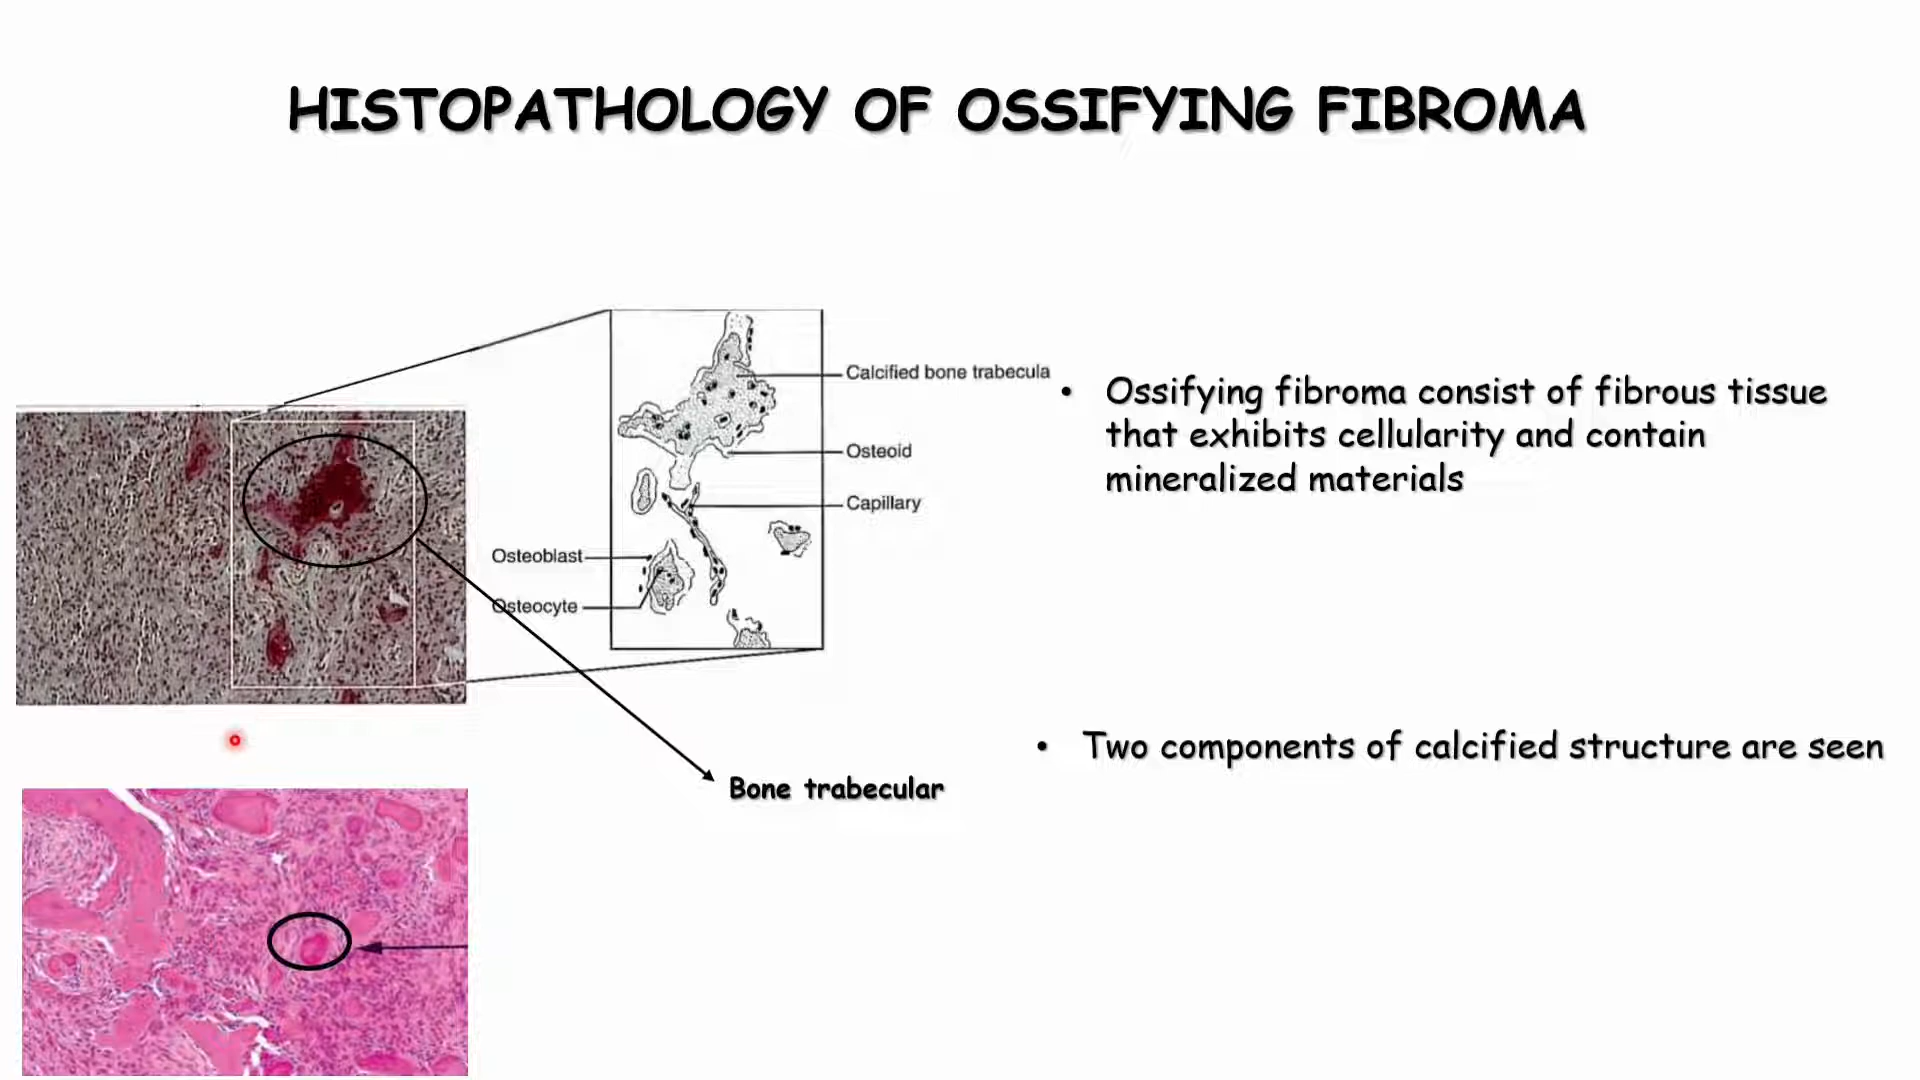 HISTOPATHOLOGY OF OSSIFYING FIBROMA
Calcified bone trabecula
Osteoid
Capillary
Osteoblast
Osteocyte
Bone trabecular
• Ossifying fibroma consist of fibrous tissue
that exhibits cellularity and contain
mineralized materials
• Two components of calcified structure are seen